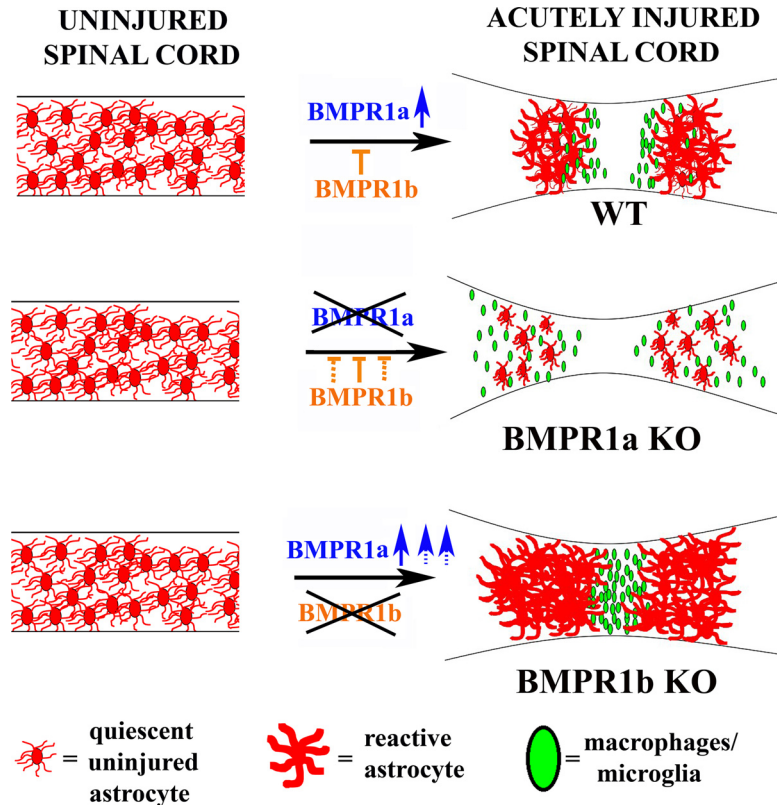 UNINJURED
SPINAL CORD
ACUTELY INJURED
SPINAL CORD
BMPR1a
BMPR1b
WT
BMPR1a
BMPR1b
BMPR1a KO
BMPR1a
BMPR1b
BMPR1b KO
= quiescent
uninjured
astrocyte
= reactive
astrocyte
= macrophages/
microglia